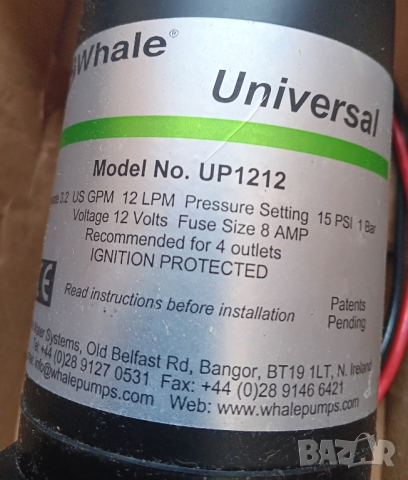 Whale®
Universal
Model No. UP1212
3.2 US GPM 12 LPM Pressure Setting 15 PSI 1 Bar
Voltage 12 Volts Fuse Size 8 AMP
Recommended for 4 outlets
IGNITION PROTECTED
CE
Read instructions before installation
Patents
Pending
Systems, Old Belfast Rd, Bangor, BT19 1LT, N. Ireland
Tel +44 (0)28 9127 0531 Fax: +44 (0)28 9146 6421
info@whalepumps.com Web: www.whalepumps.com
BAZAR